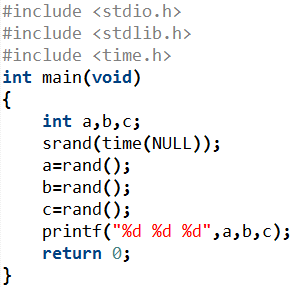 #include <stdio.h>
#include <stdlib.h>
#include <time.h>
int main(void)
{
    int a,b,c;
    srand(time(NULL));
    a=rand();
    b=rand();
    c=rand();
    printf("%d %d %d",a,b,c);
    return 0;
}